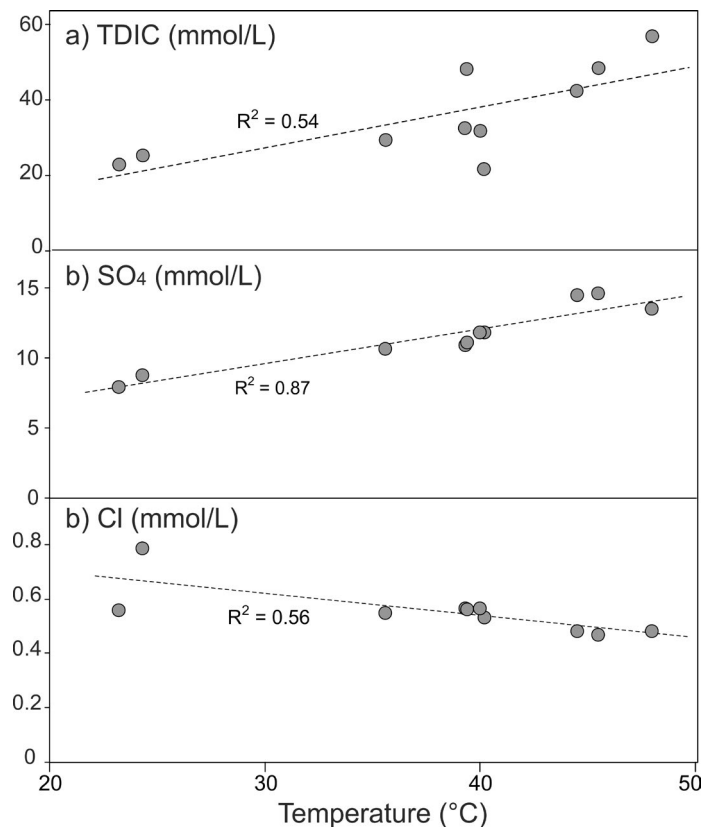 60
a) TDIC (mmol/L)
40
R² = 0.54
20
0
b) SO₄ (mmol/L)
15
10
R² = 0.87
5
0
b) Cl (mmol/L)
0.8
0.6
R² = 0.56
0.4
0.2
0
20 30 40 50
Temperature (°C)